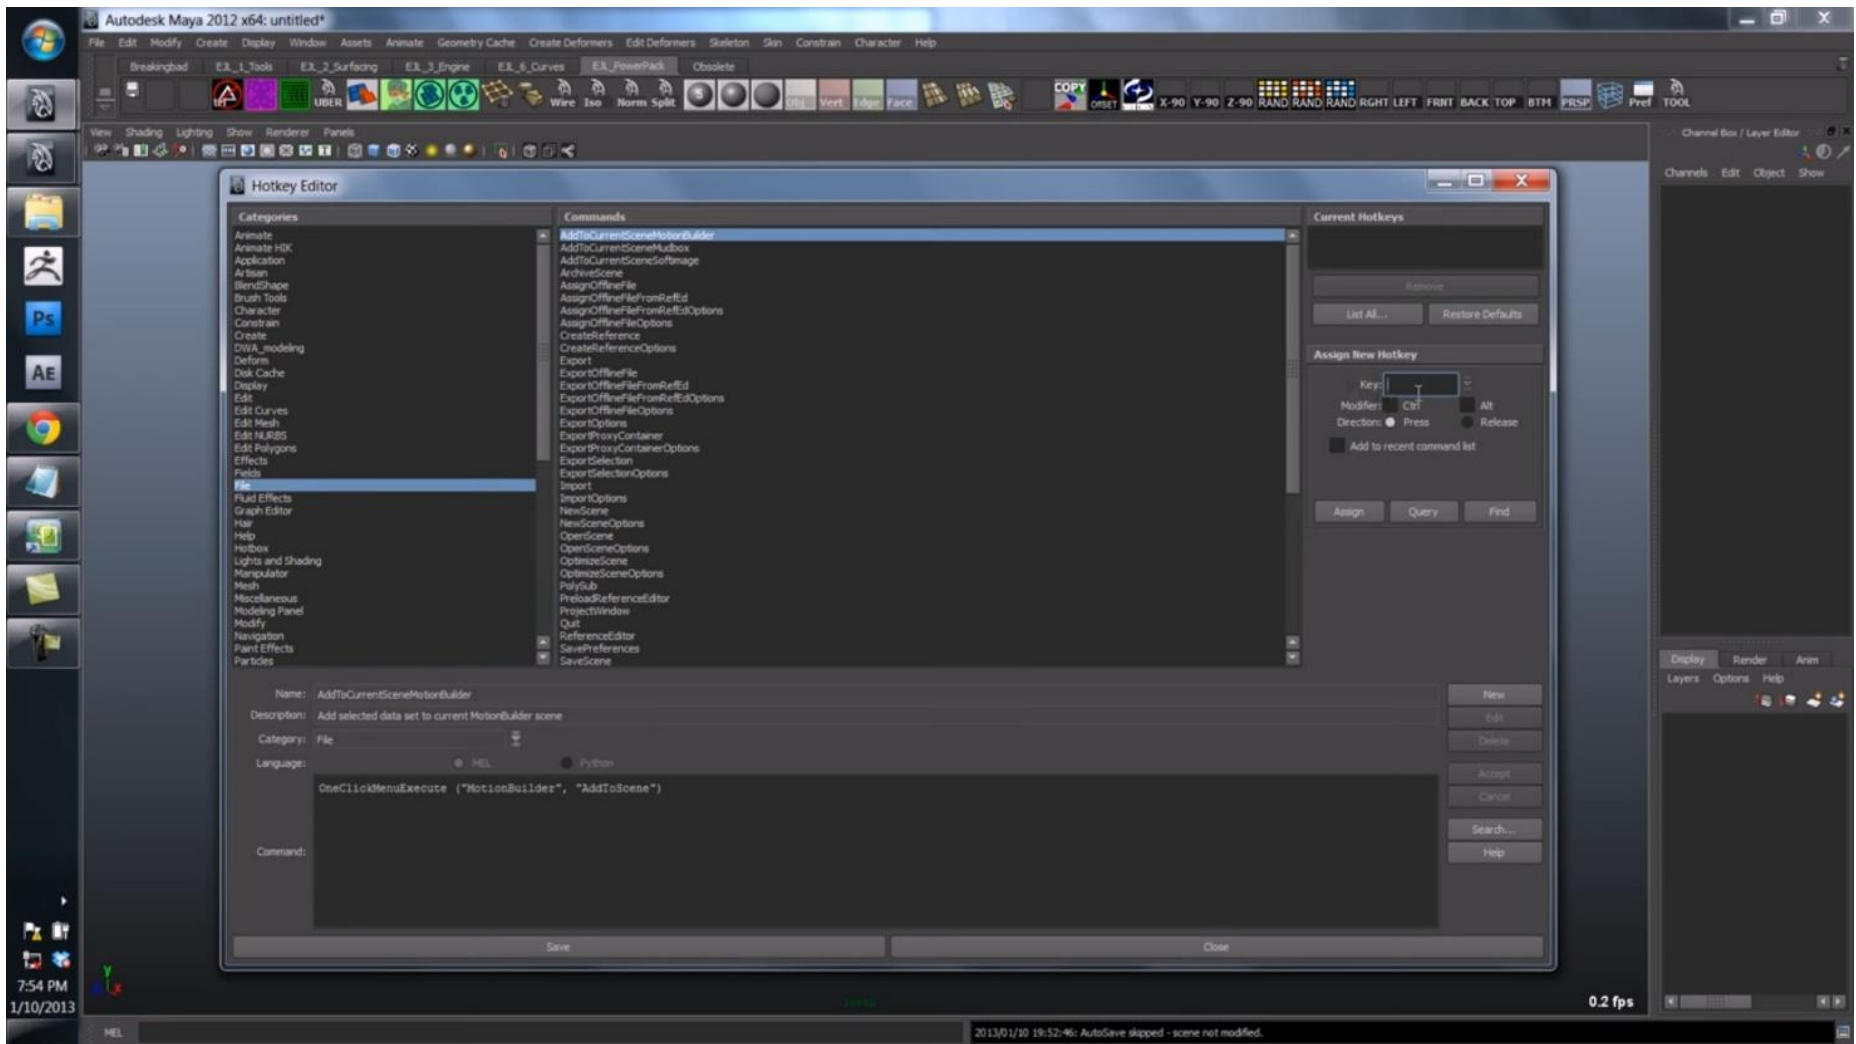 Autodesk Maya 2012 x64: untitled*
File Edit Modify Create Display Window Assets Animate Geometry Cache Create Deformers Edit Deformers Skeleton Skin Constrain Character Help
Breakingbad EJL_1_Tools EJL_2_Surfacing EJL_3_Engine EJL_6_Curves EJL_PowerPack Obsolete
UBER Wire Iso Norm Split S Obj Vert Edge Face COPY OFFSET X-90 Y-90 Z-90 RAND RAND RAND RGHT LEFT FRNT BACK TOP BTM PRSP Pref TOOL
View Shading Lighting Show Renderer Panels
Channel Box / Layer Editor
Channels Edit Object Show
Hotkey Editor
Categories
Animate
Animate HIK
Application
Artisan
BlendShape
Brush Tools
Character
Constrain
Create
DWA_modeling
Deform
Disk Cache
Display
Edit
Edit Curves
Edit Mesh
Edit NURBS
Edit Polygons
Effects
Fields
File
Fluid Effects
Graph Editor
Hair
Help
Hotbox
Lights and Shading
Manipulator
Mesh
Miscellaneous
Modeling Panel
Modify
Navigation
Paint Effects
Particles
Commands
AddToCurrentSceneMotionBuilder
AddToCurrentSceneMudbox
AddToCurrentSceneSoftimage
ArchiveScene
AssignOfflineFile
AssignOfflineFileFromRefEd
AssignOfflineFileFromRefEdOptions
AssignOfflineFileOptions
CreateReference
CreateReferenceOptions
Export
ExportOfflineFile
ExportOfflineFileFromRefEd
ExportOfflineFileFromRefEdOptions
ExportOfflineFileOptions
ExportOptions
ExportProxyContainer
ExportProxyContainerOptions
ExportSelection
ExportSelectionOptions
Import
ImportOptions
NewScene
NewSceneOptions
OpenScene
OpenSceneOptions
OptimizeScene
OptimizeSceneOptions
PolySub
PreloadReferenceEditor
ProjectWindow
Quit
ReferenceEditor
SavePreferences
SaveScene
Current Hotkeys
Remove
List All... Restore Defaults
Assign New Hotkey
Key:
Modifier: Ctrl Alt
Direction: Press Release
Add to recent command list
Assign Query Find
Name: AddToCurrentSceneMotionBuilder
Description: Add selected data set to current MotionBuilder scene
Category: File
Language: MEL Python
Command: OneClickMenuExecute ("MotionBuilder", "AddToScene")
New
Edit
Delete
Accept
Cancel
Search...
Help
Save Close
Display Render Anim
Layers Options Help
Ps
AE
7:54 PM
1/10/2013
y
x
persp
0.2 fps
MEL
2013/01/10 19:52:46: AutoSave skipped - scene not modified.